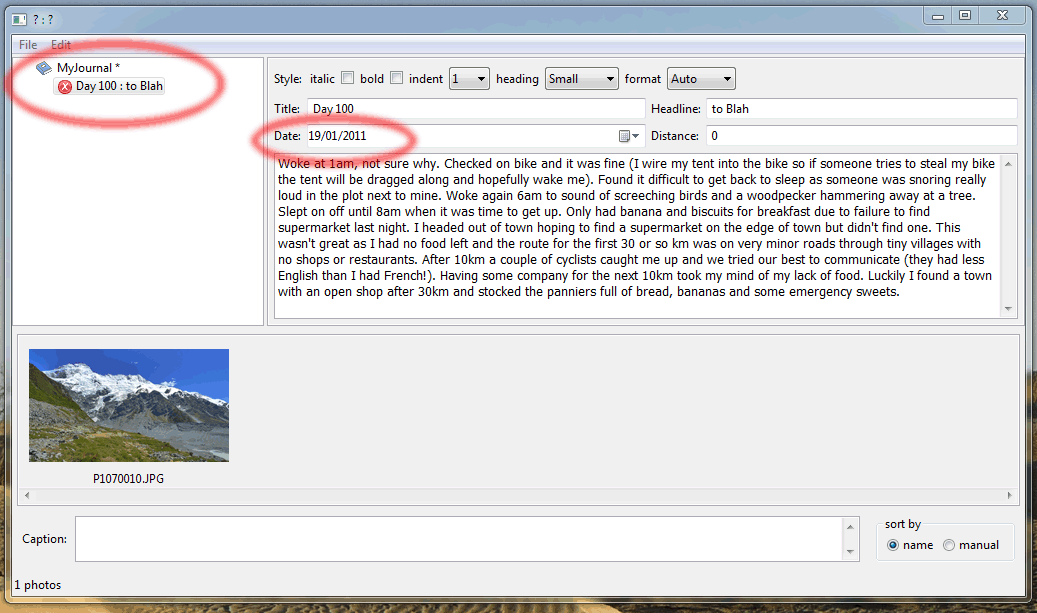 ? : ?
File Edit
MyJournal *
Day 100 : to Blah
Style: italic bold indent 1 heading Small format Auto
Title: Day 100 Headline: to Blah
Date: 19/01/2011 Distance: 0
Woke at 1am, not sure why. Checked on bike and it was fine (I wire my tent into the bike so if someone tries to steal my bike
the tent will be dragged along and hopefully wake me). Found it difficult to get back to sleep as someone was snoring really
loud in the plot next to mine. Woke again 6am to sound of screeching birds and a woodpecker hammering away at a tree.
Slept on off until 8am when it was time to get up. Only had banana and biscuits for breakfast due to failure to find
supermarket last night. I headed out of town hoping to find a supermarket on the edge of town but didn't find one. This
wasn't great as I had no food left and the route for the first 30 or so km was on very minor roads through tiny villages with
no shops or restaurants. After 10km a couple of cyclists caught me up and we tried our best to communicate (they had less
English than I had French!). Having some company for the next 10km took my mind of my lack of food. Luckily I found a town
with an open shop after 30km and stocked the panniers full of bread, bananas and some emergency sweets.
P1070010.JPG
Caption:
sort by
name manual
1 photos